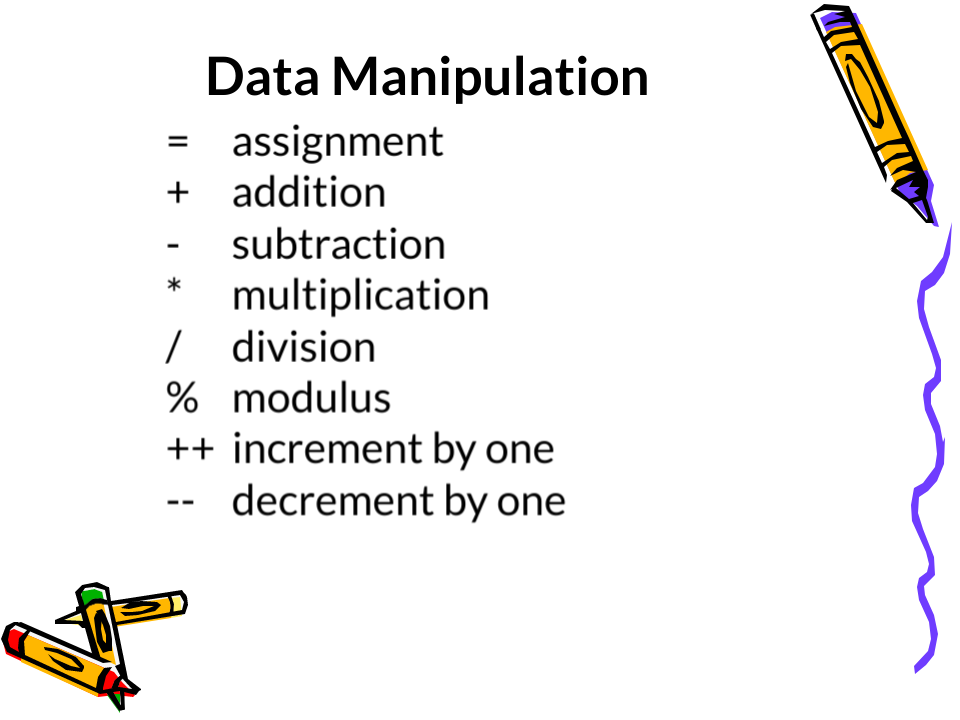 Data Manipulation
= assignment
+ addition
- subtraction
* multiplication
/ division
% modulus
++ increment by one
-- decrement by one